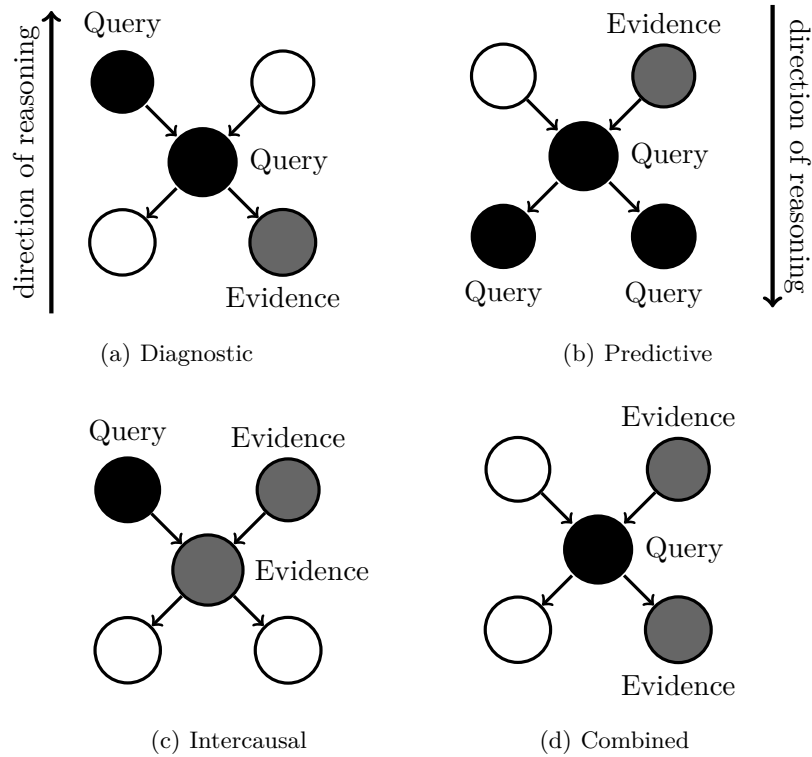 Query
Query
Evidence
direction of reasoning
(a) Diagnostic
Evidence
Query
Query
Query
direction of reasoning
(b) Predictive
Query
Evidence
Evidence
(c) Intercausal
Evidence
Query
Evidence
(d) Combined